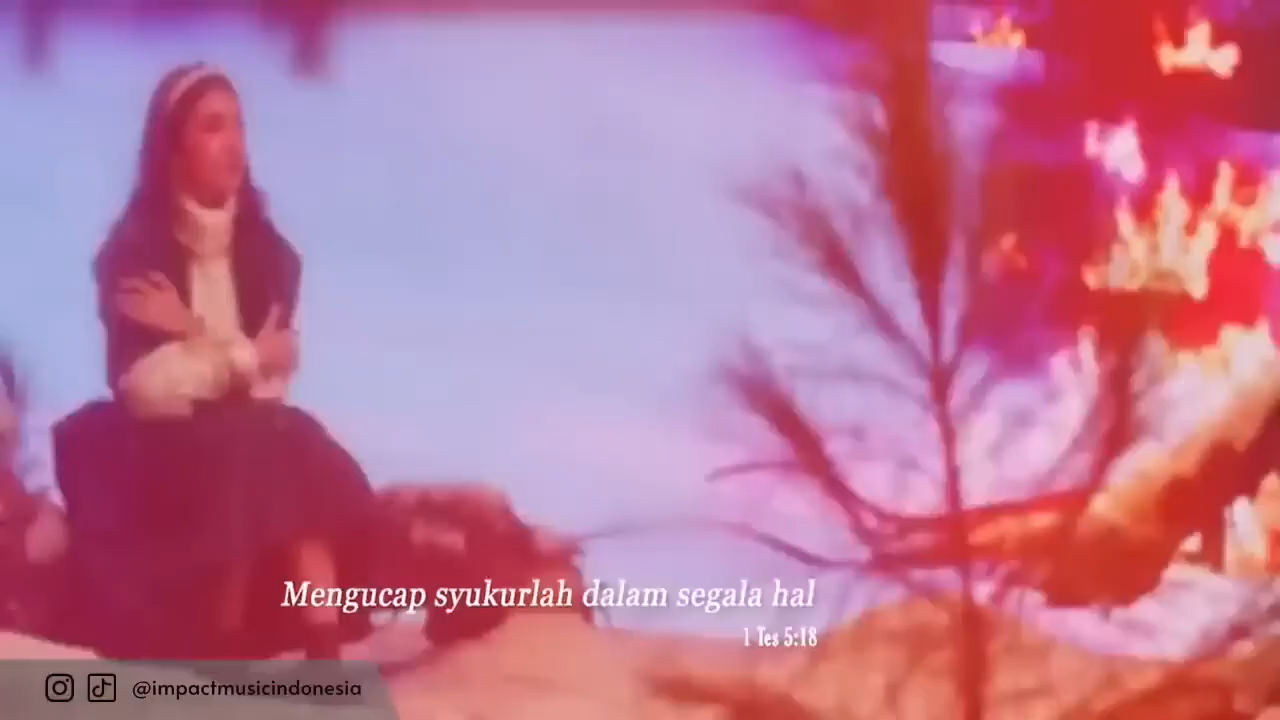 Mengucap syukurlah dalam segala hal
1 Tes 5:18
@impactmusicindonesia